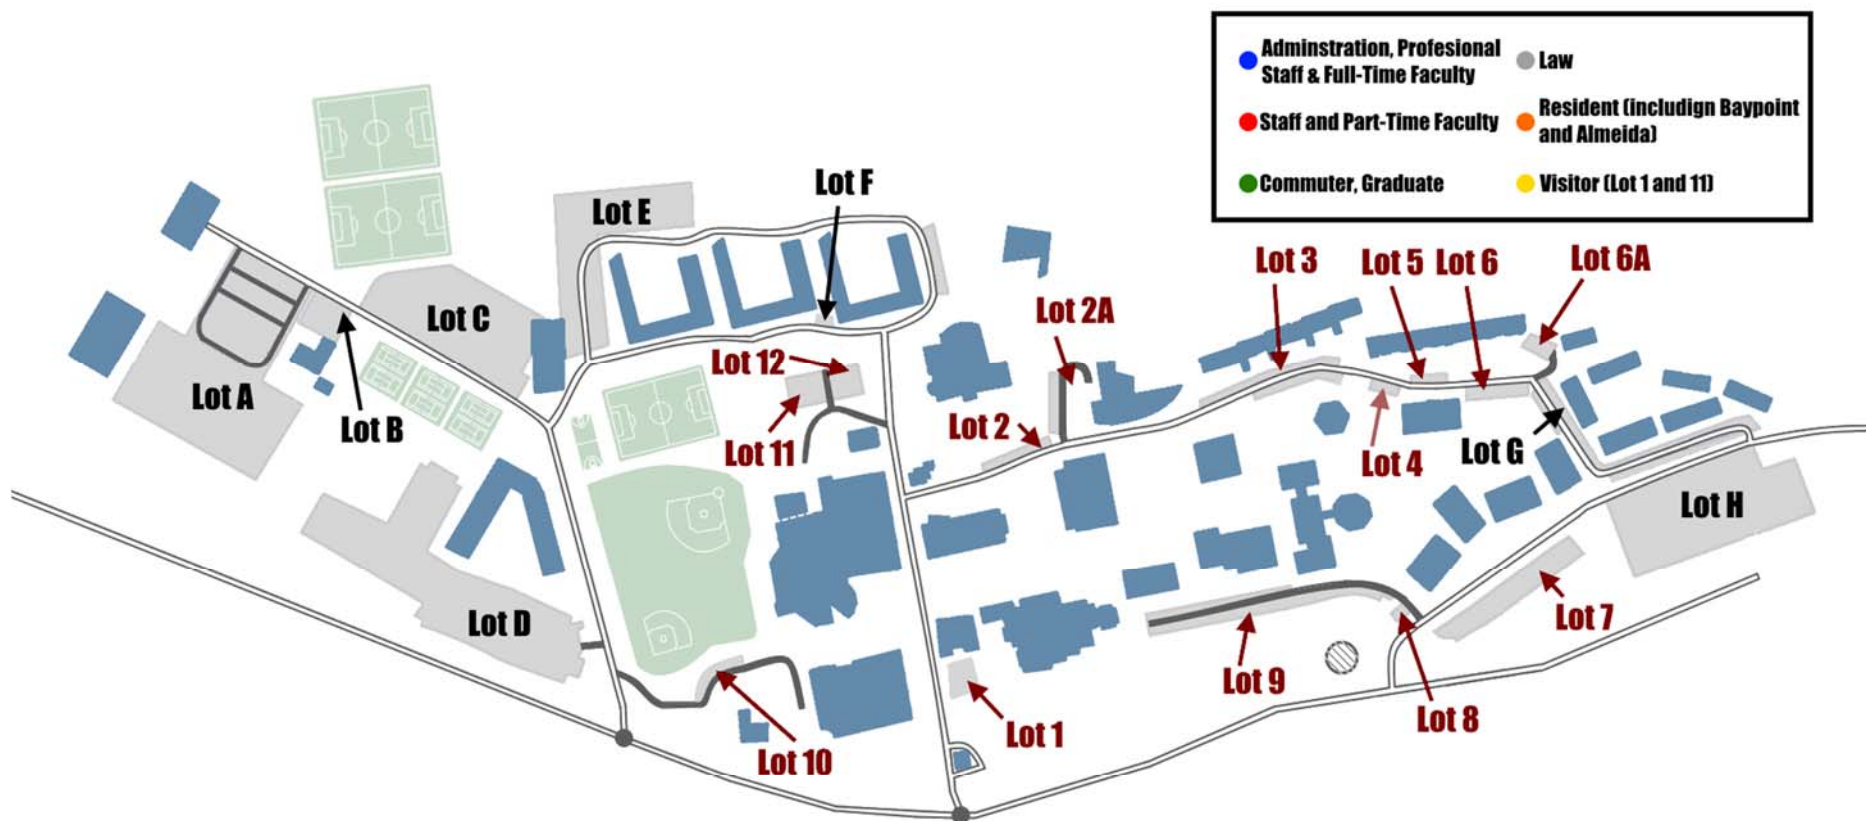 Adminstration, Profesional
Staff & Full-Time Faculty
Law
Staff and Part-Time Faculty
Resident (includign Baypoint
and Almeida)
Commuter, Graduate
Visitor (Lot 1 and 11)
Lot F
Lot E
Lot 3
Lot 5
Lot 6
Lot 6A
Lot C
Lot 2A
Lot 12
Lot A
Lot B
Lot 11
Lot 2
Lot 4
Lot G
Lot H
Lot D
Lot 7
Lot 9
Lot 8
Lot 1
Lot 10